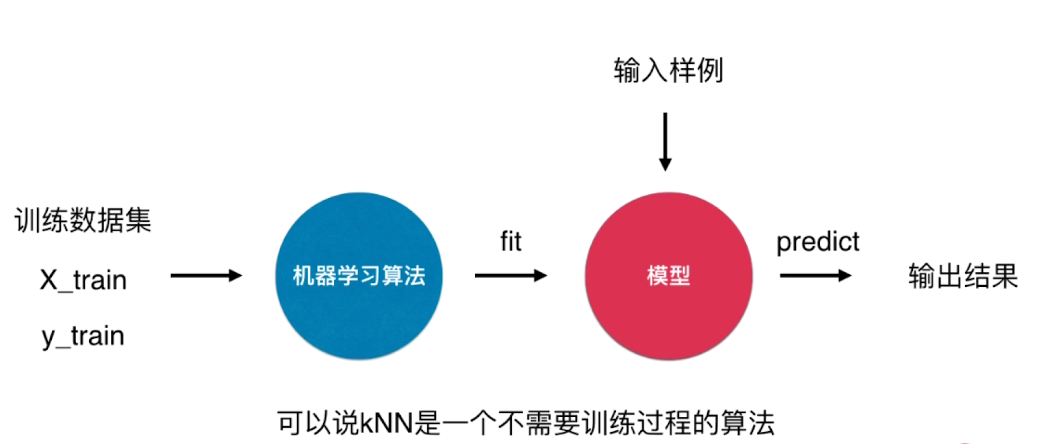 输入样例
训练数据集
X_train
y_train
机器学习算法
fit
模型
predict
输出结果
可以说kNN是一个不需要训练过程的算法